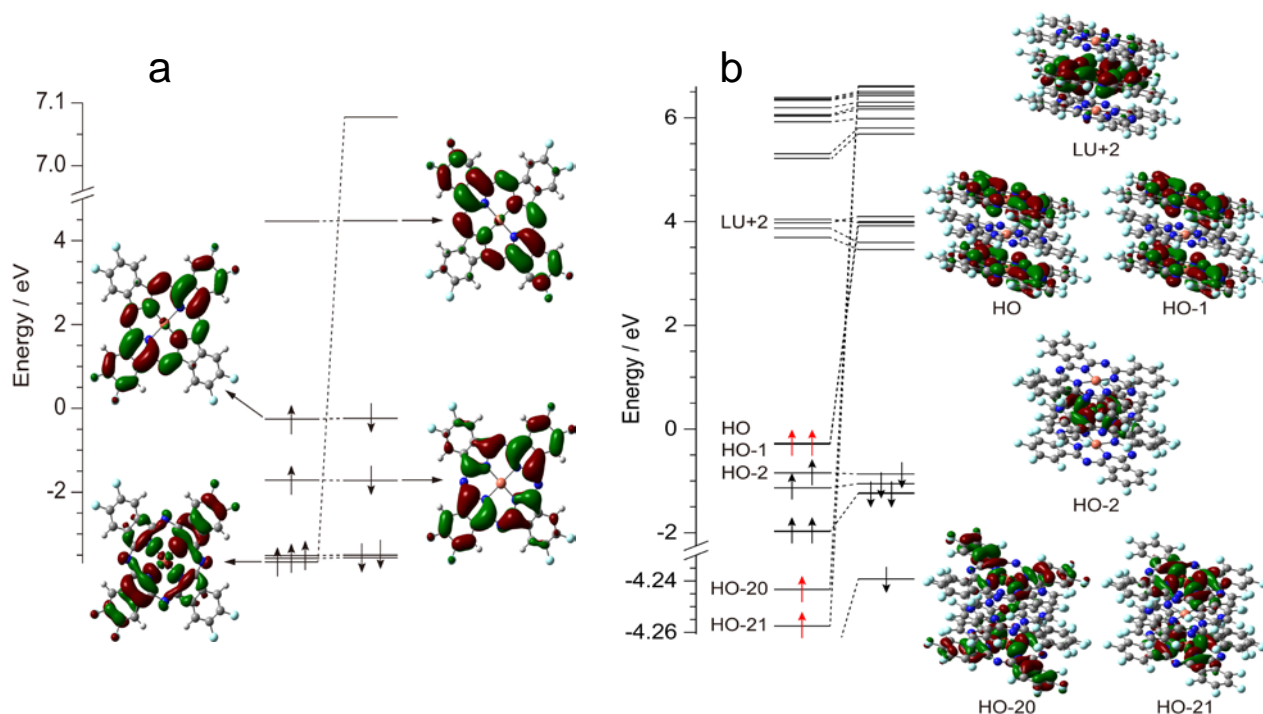 a
7.1
7.0
4
2
0
-2
Energy / eV
b
6
4
2
0
-2
-4.24
-4.26
Energy / eV
LU+2
HO
HO-1
HO-2
HO-20
HO-21
LU+2
HO
HO-1
HO-2
HO-20
HO-21